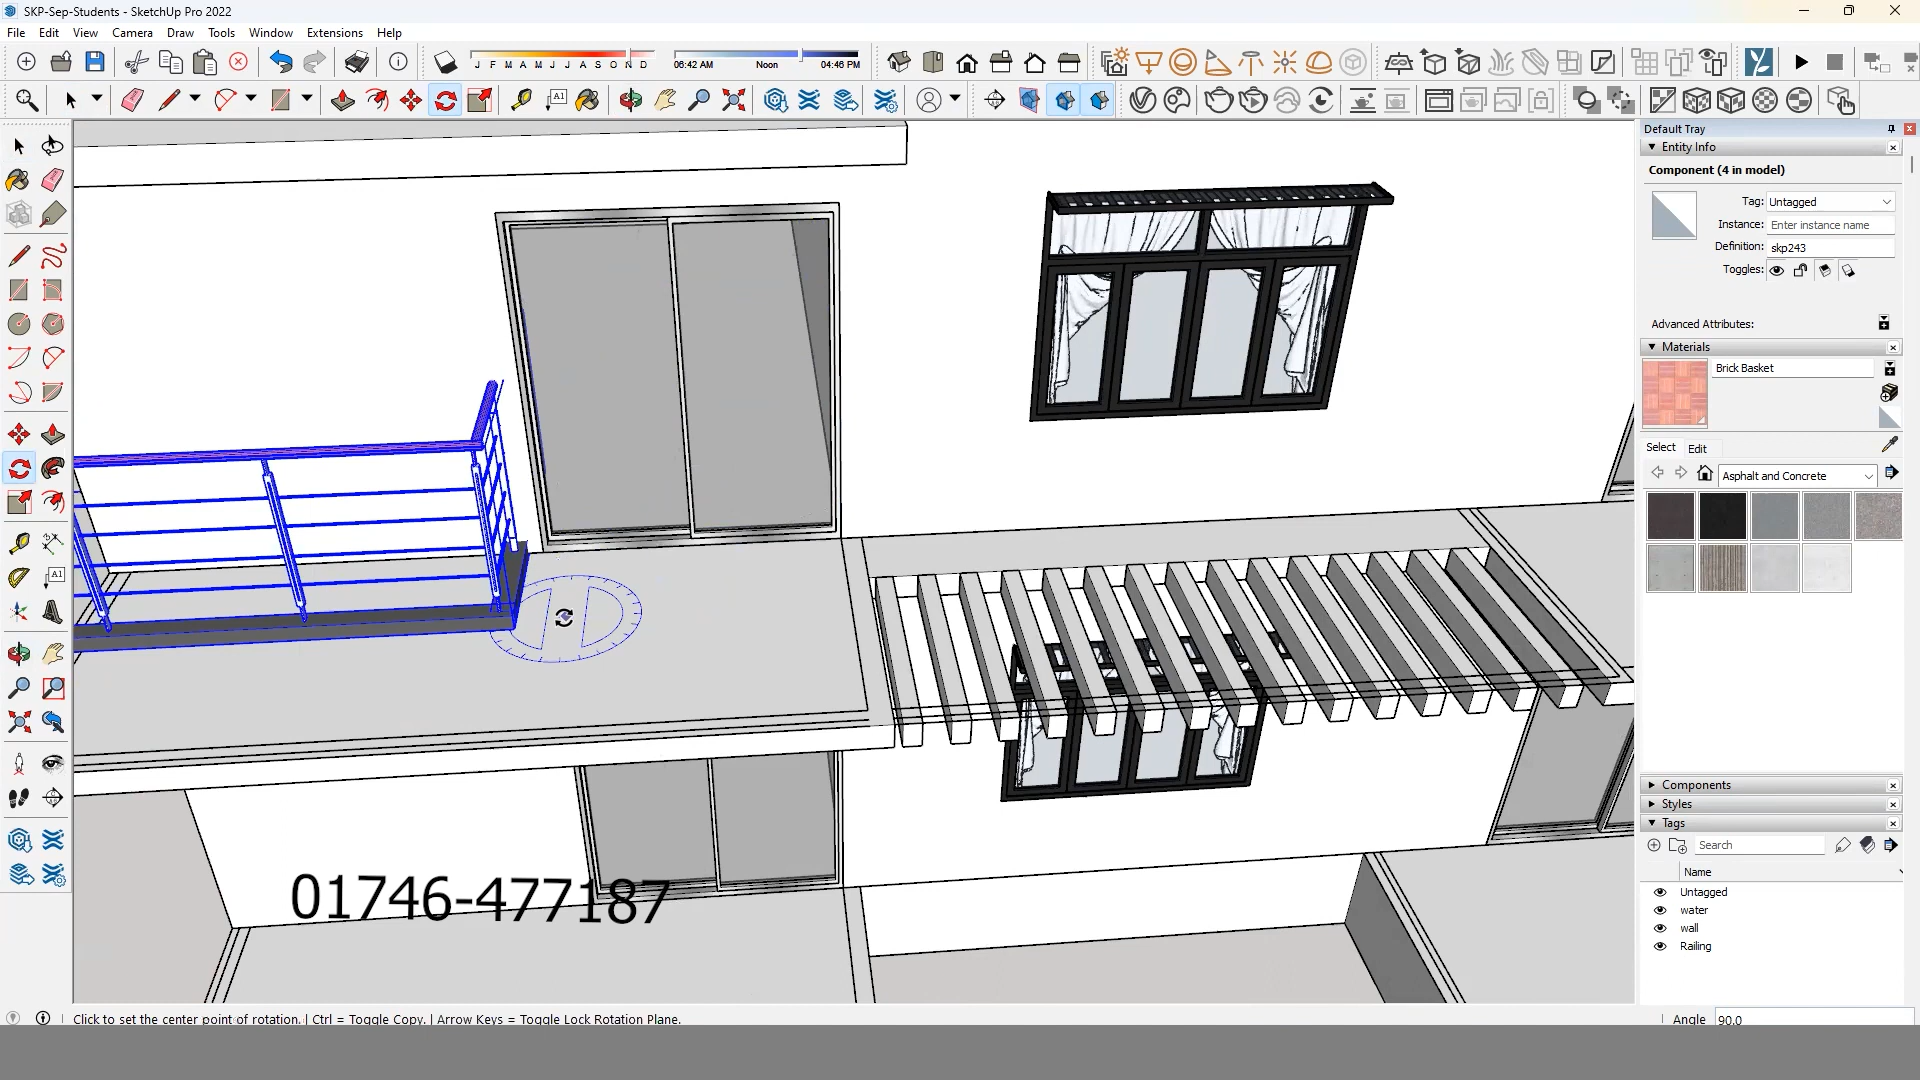 SKP-Sep-Students - SketchUp Pro 2022
File Edit View Camera Draw Tools Window Extensions Help
J F M A M J J A S O N D
06:42 AM Noon 04:46 PM
A1
Default Tray
Entity Info
Component (4 in model)
Tag: Untagged
Instance: Enter instance name
Definition: skp243
Toggles:
Advanced Attributes:
Materials
Brick Basket
Select Edit
Asphalt and Concrete
A1
Components
Styles
Tags
Search
Name
Untagged
water
wall
Railing
01746-477187
Click to set the center point of rotation. | Ctrl = Toggle Copy. | Arrow Keys = Toggle Lock Rotation Plane.
Angle 90.0